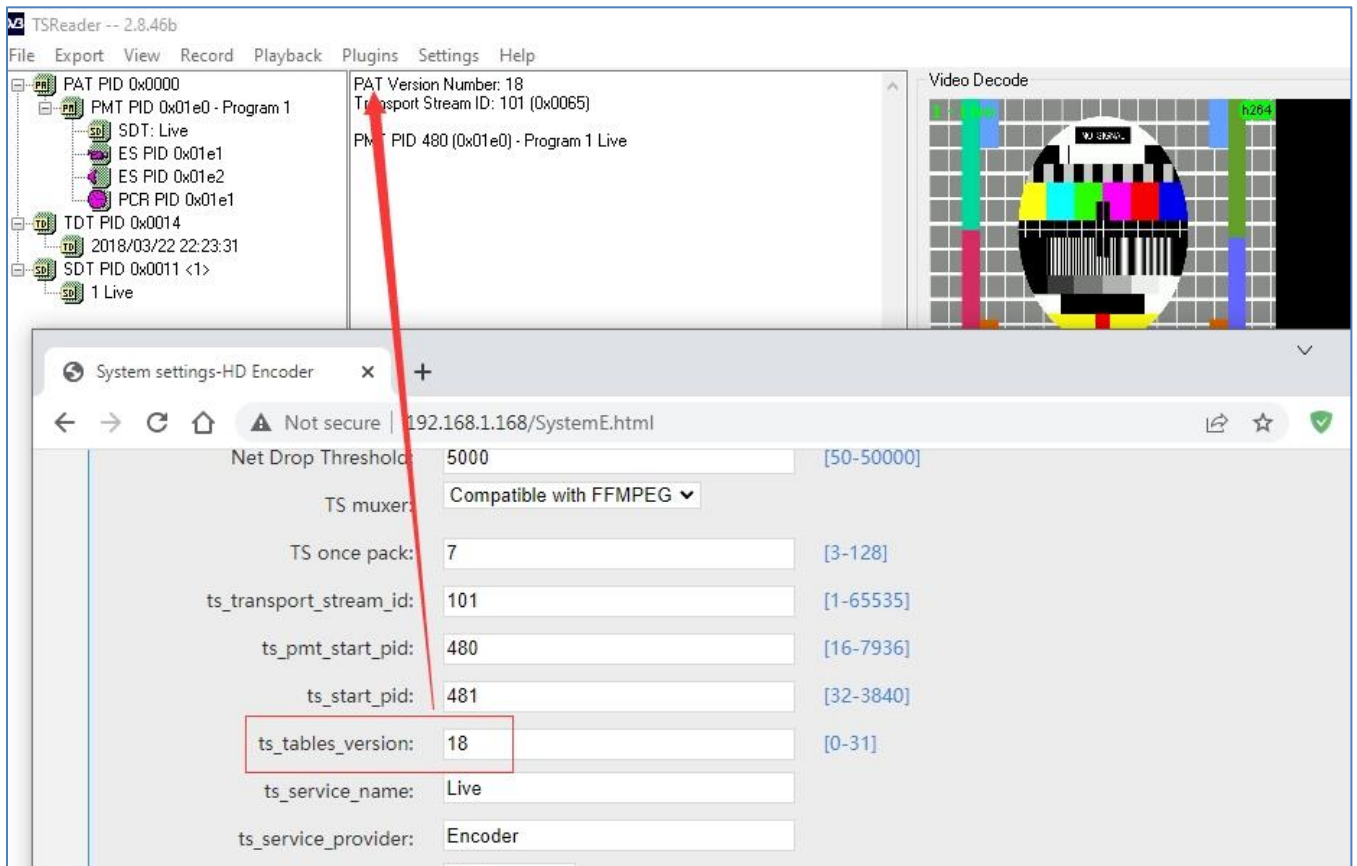 TSReader -- 2.8.46b
File Export View Record Playback Plugins Settings Help
PAT PID 0x0000
PMT PID 0x01e0 - Program 1
SDT: Live
ES PID 0x01e1
ES PID 0x01e2
PCR PID 0x01e1
TDT PID 0x0014
2018/03/22 22:23:31
SDT PID 0x0011 <1>
1 Live
PAT Version Number: 18
Transport Stream ID: 101 (0x0065)
PMT PID 480 (0x01e0) - Program 1 Live
Video Decode
h264
NO SIGNAL
System settings-HD Encoder
Not secure | 192.168.1.168/SystemE.html
Net Drop Threshold: 5000 [50-50000]
TS muxer: Compatible with FFMPEG
TS once pack: 7 [3-128]
ts_transport_stream_id: 101 [1-65535]
ts_pmt_start_pid: 480 [16-7936]
ts_start_pid: 481 [32-3840]
ts_tables_version: 18 [0-31]
ts_service_name: Live
ts_service_provider: Encoder